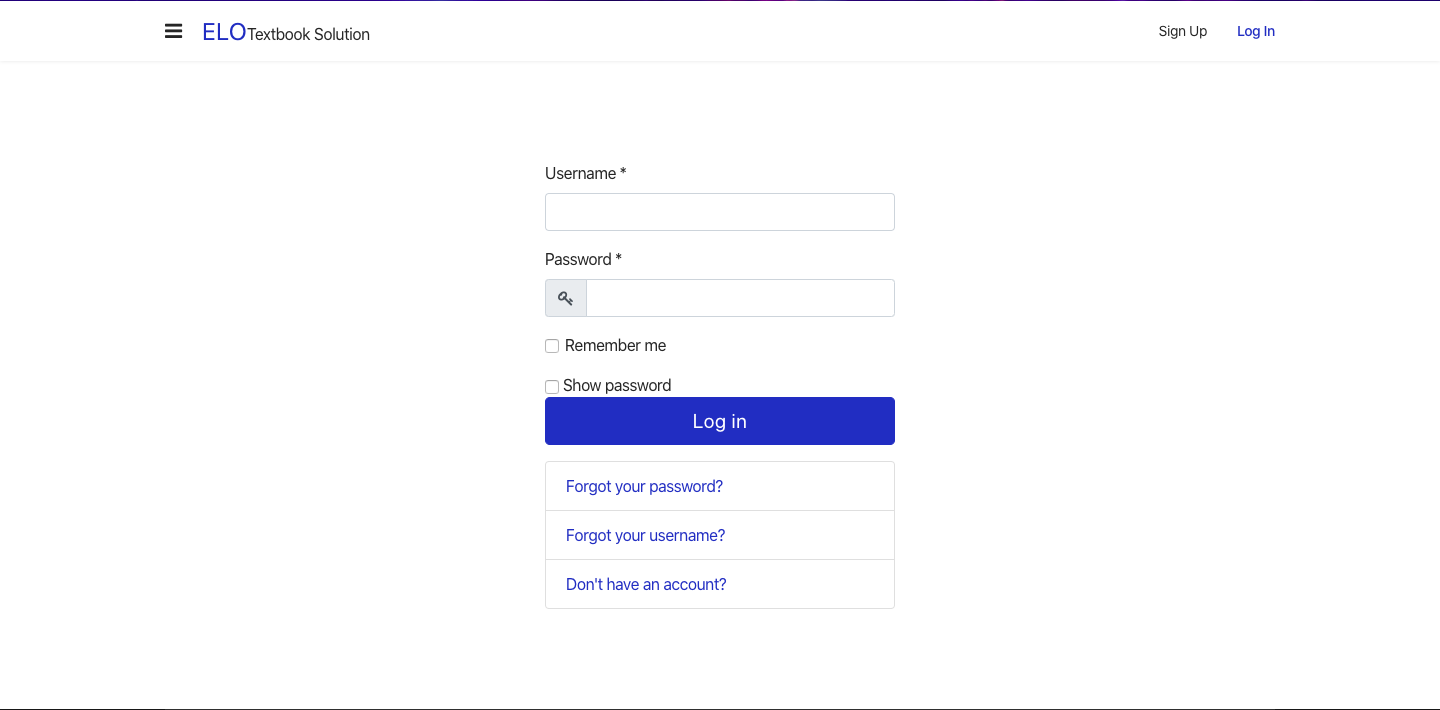 ELOTextbook Solution
Sign Up
Log In
Username *
Password *
Remember me
Show password
Log in
Forgot your password?
Forgot your username?
Don't have an account?